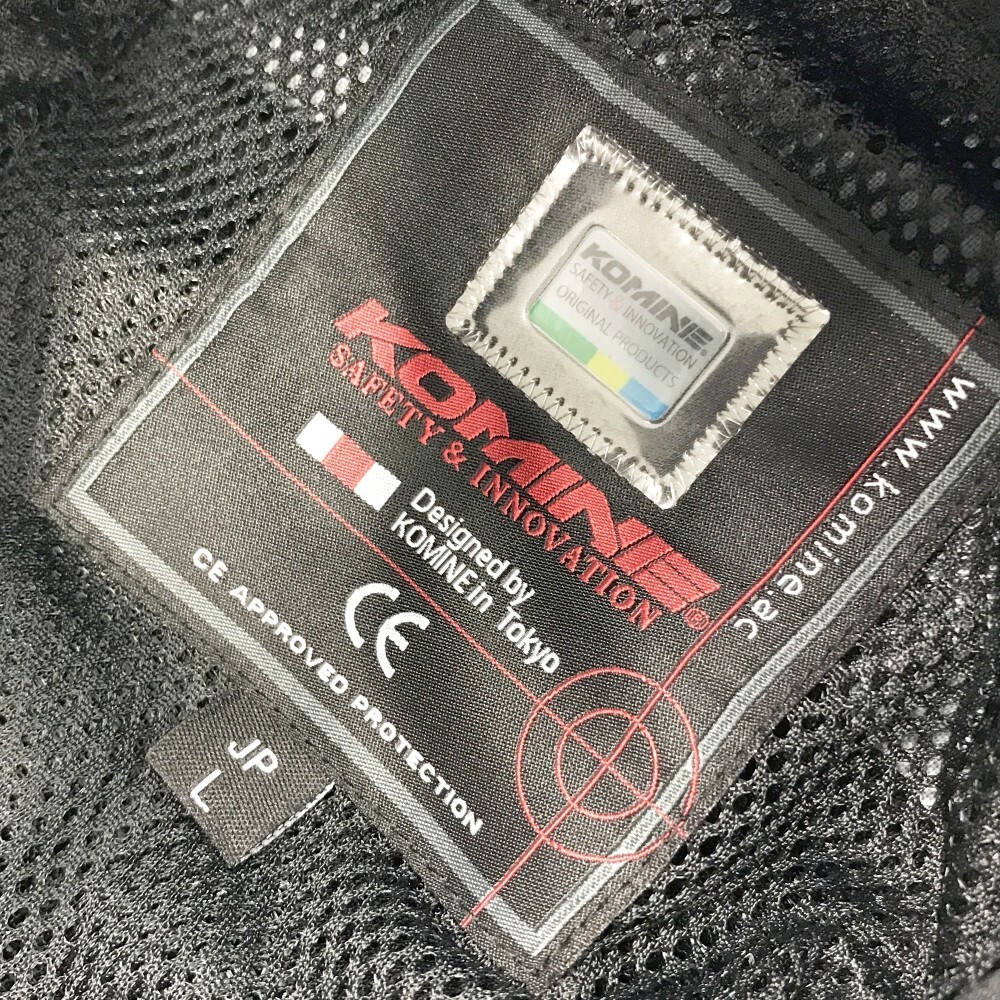 KOMINE®
SAFETY & INNOVATION
ORIGINAL PRODUCTS
KOMINE®
SAFETY & INNOVATION
Designed by
KOMINE in Tokyo
CE
CE APPROVED PROTECTION
www.komine.ac
JP
L